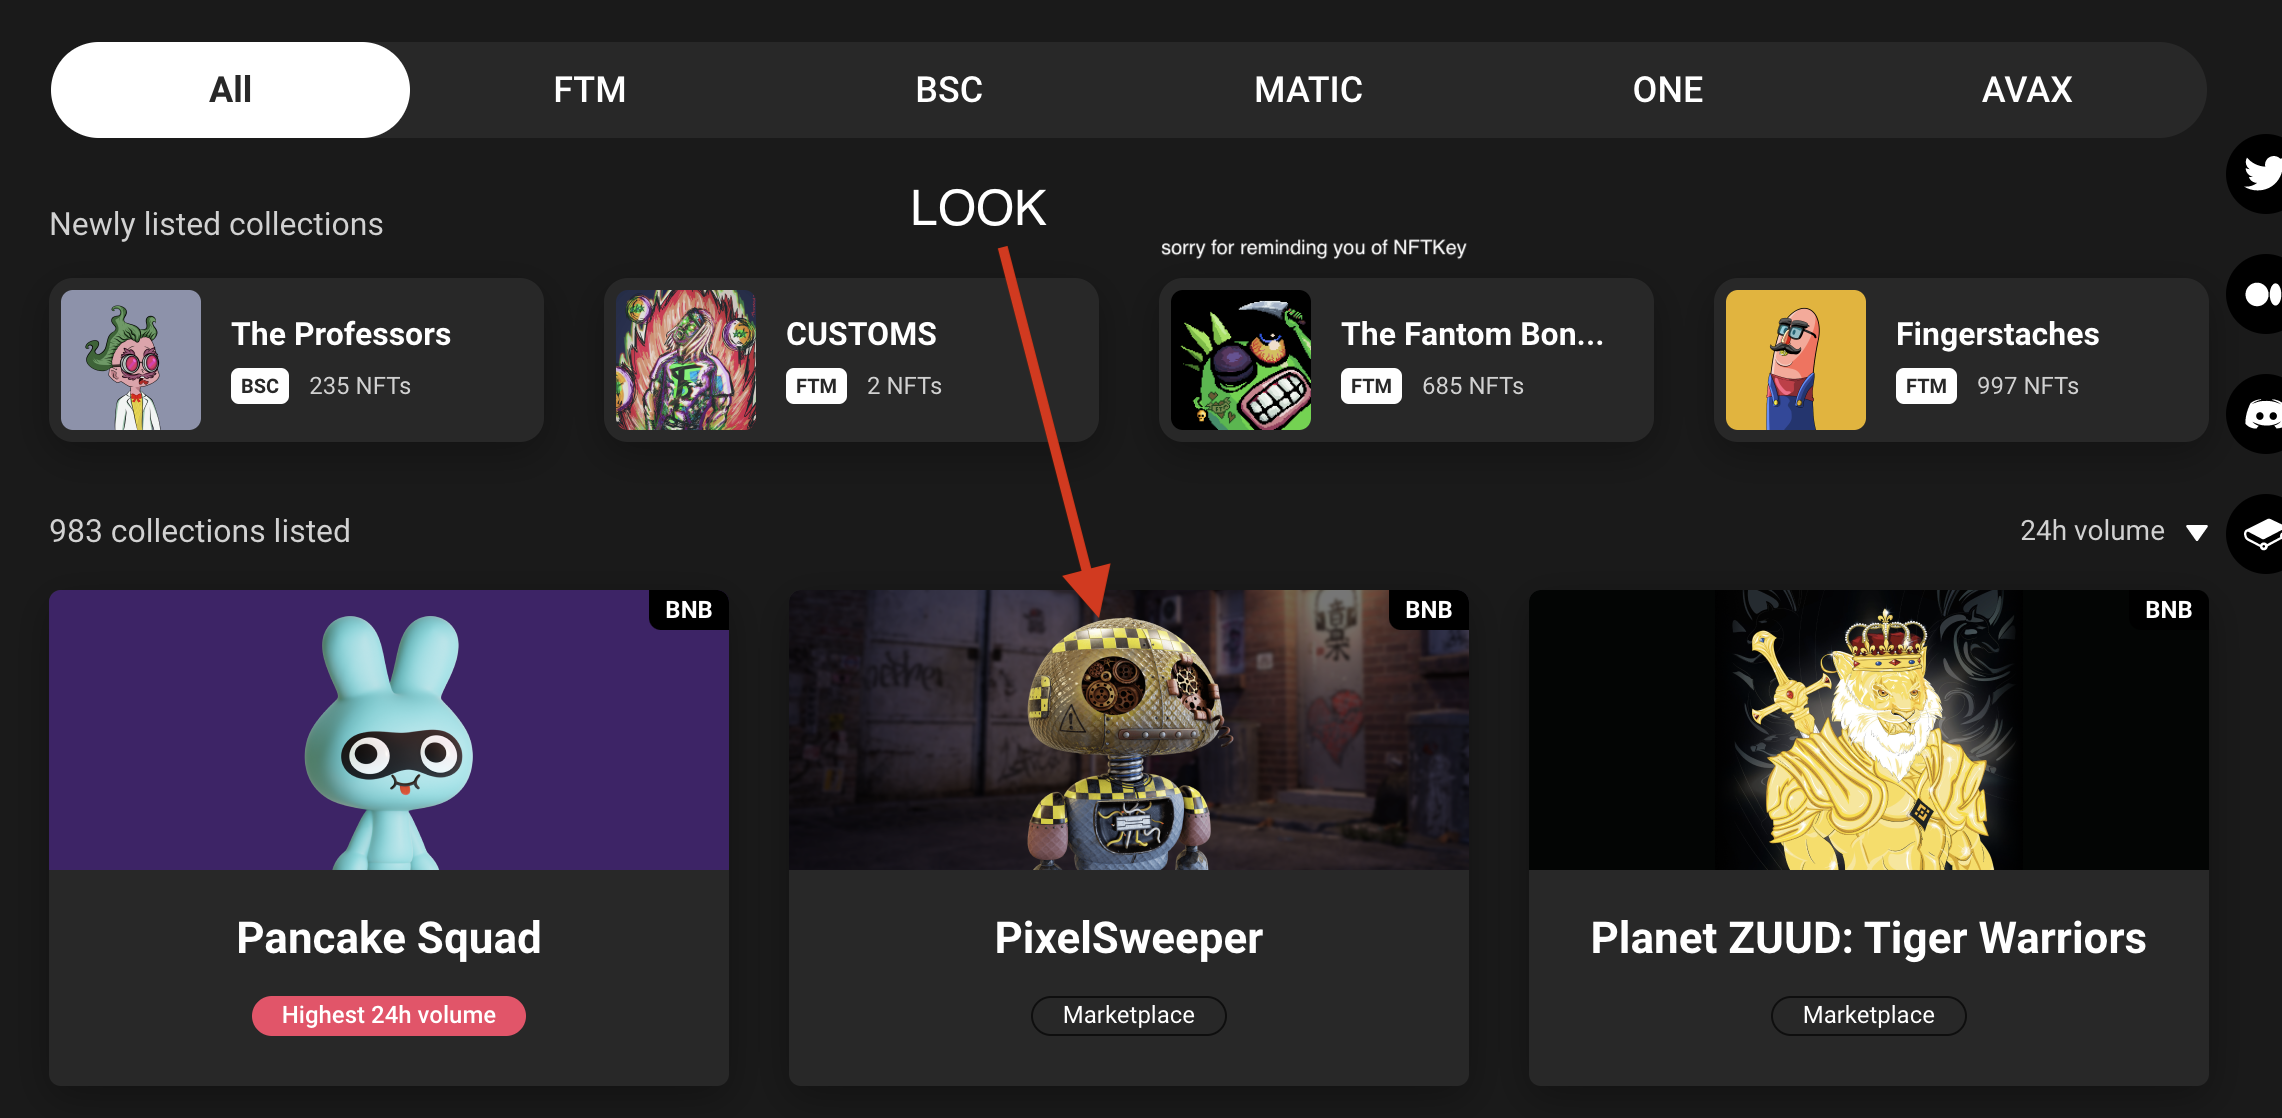 All
FTM
BSC
MATIC
ONE
AVAX
LOOK
Newly listed collections
sorry for reminding you of NFTKey
The Professors
BSC 235 NFTs
CUSTOMS
FTM 2 NFTs
The Fantom Bon...
FTM 685 NFTs
Fingerstaches
FTM 997 NFTs
983 collections listed
24h volume
BNB
Pancake Squad
Highest 24h volume
BNB
PixelSweeper
Marketplace
BNB
Planet ZUUD: Tiger Warriors
Marketplace